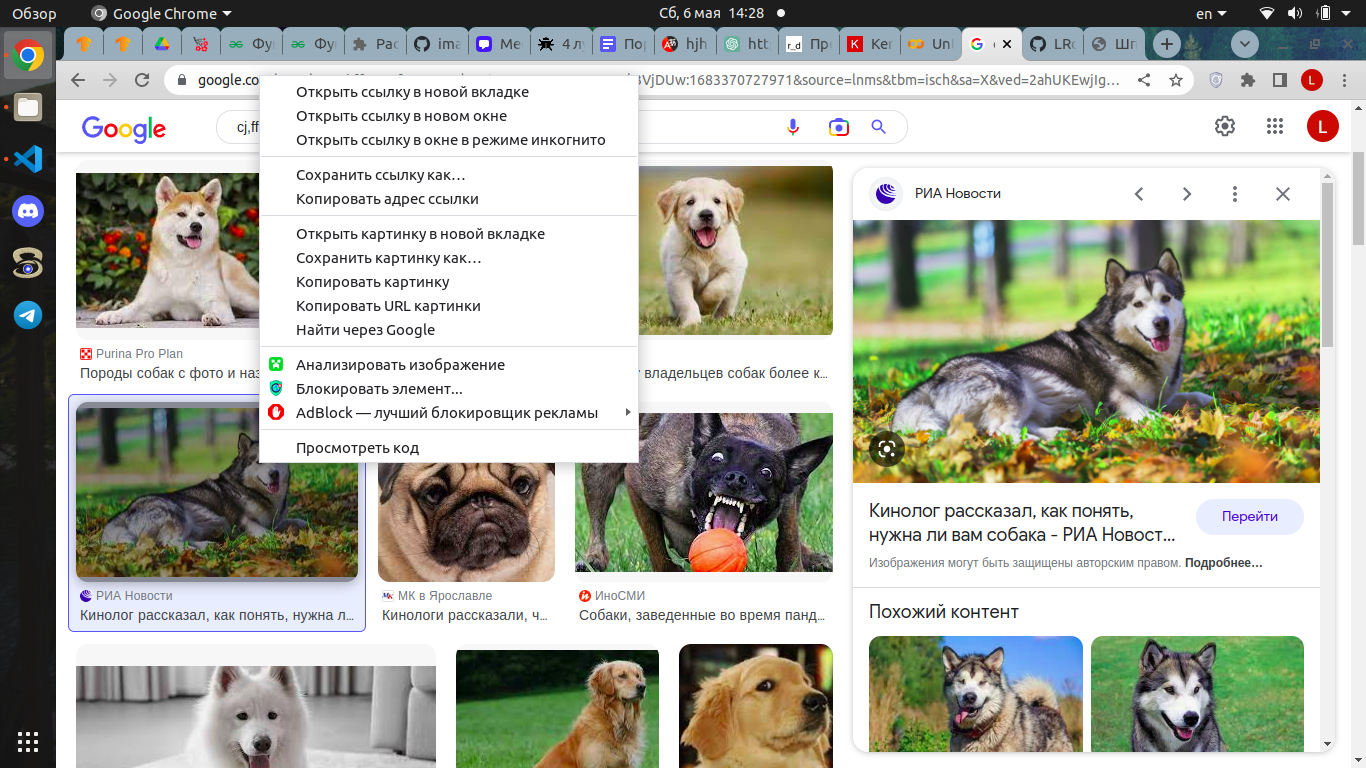 Обзор
Google Chrome
Сб, 6 мая 14:28
en
Фу
Фу
Рас
ima
Ме
4 лу
По
hjh
htt
r_d
Пр
K
Ker
Un
LRo
google.co
3VjDUw:1683370727971&source=lnms&tbm=isch&sa=X&ved=2ahUKEwjIg…
L
Google
cj,ff
L
Открыть ссылку в новой вкладке
Открыть ссылку в новом окне
Открыть ссылку в окне в режиме инкогнито
Сохранить ссылку как…
Копировать адрес ссылки
Открыть картинку в новой вкладке
Сохранить картинку как…
Копировать картинку
Копировать URL картинки
Найти через Google
Анализировать изображение
Блокировать элемент...
AdBlock — лучший блокировщик рекламы
Просмотреть код
Purina Pro Plan
Породы собак с фото и наз
владельцев собак более к…
РИА Новости
Кинолог рассказал, как понять, нужна л…
МК в Ярославле
Кинологи рассказали, ч…
ИноСМИ
Собаки, заведенные во время панд…
РИА Новости
Кинолог рассказал, как понять,
нужна ли вам собака - РИА Новост…
Перейти
Изображения могут быть защищены авторским правом. Подробнее…
Похожий контент